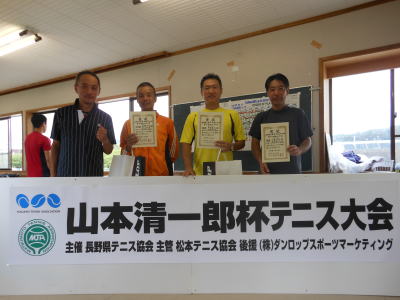 山本清一郎杯テニス大会
主催 長野県テニス協会 主管 松本テニス協会 後援 (株)ダンロップスポーツマーケティング
MTA